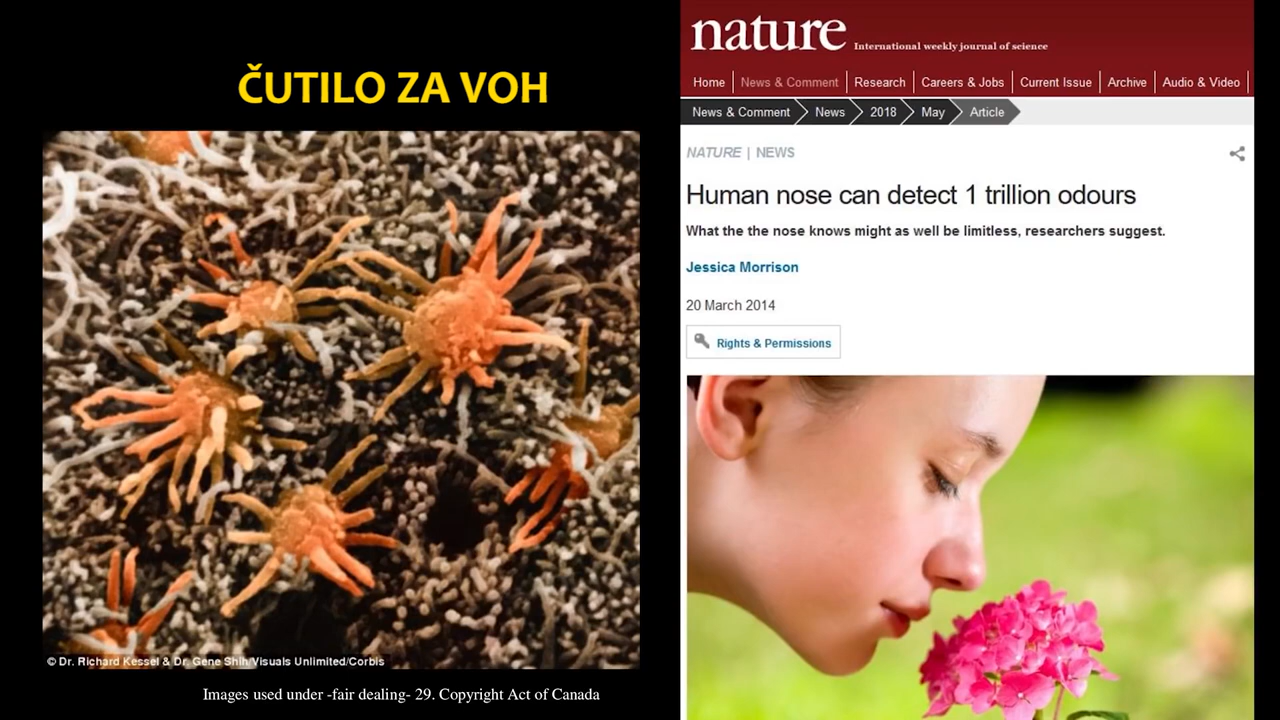 ČUTILO ZA VOH
© Dr. Richard Kessel & Dr. Gene Shih/Visuals Unlimited/Corbis
Images used under -fair dealing- 29. Copyright Act of Canada
nature International weekly journal of science
Home News & Comment Research Careers & Jobs Current Issue Archive Audio & Video
News & Comment News 2018 May Article
NATURE | NEWS
Human nose can detect 1 trillion odours
What the the nose knows might as well be limitless, researchers suggest.
Jessica Morrison
20 March 2014
Rights & Permissions